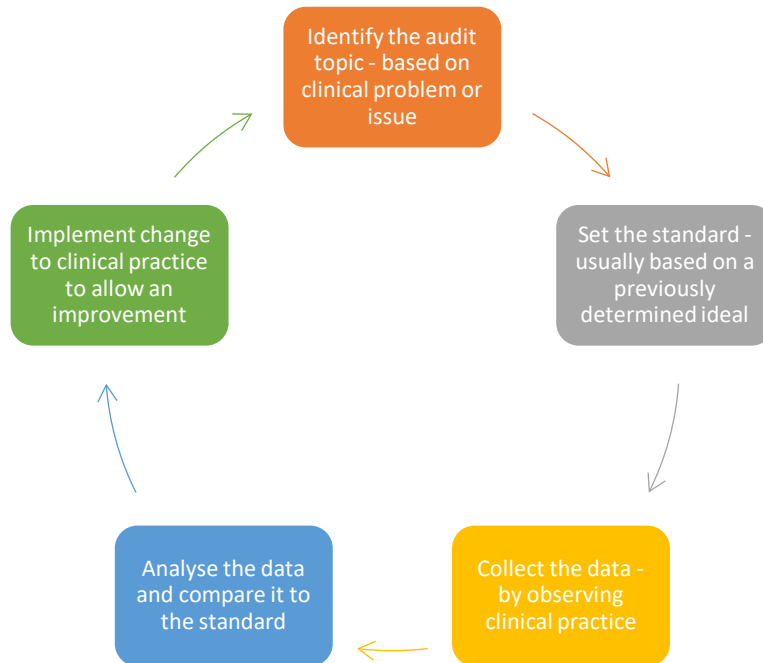 Identify the audit
topic - based on
clinical problem or
issue
Set the standard -
usually based on a
previously
determined ideal
Collect the data -
by observing
clinical practice
Analyse the data
and compare it to
the standard
Implement change
to clinical practice
to allow an
improvement